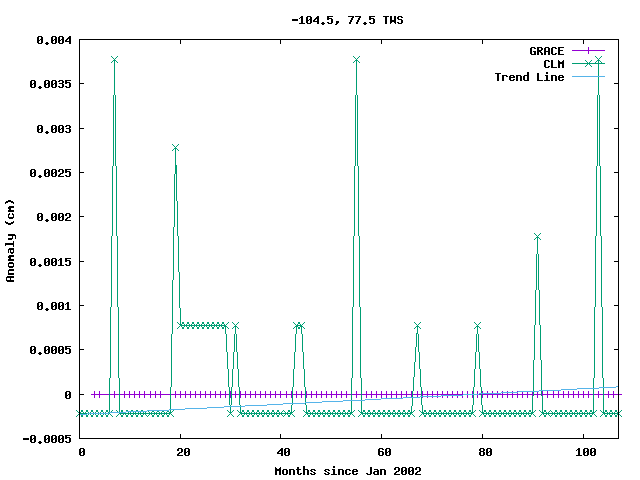 -104.5, 77.5 TWS
0.004
0.0035
0.003
0.0025
0.002
0.0015
0.001
0.0005
0
-0.0005
Anomaly (cm)
GRACE
CLM
Trend Line
0 20 40 60 80 100
Months since Jan 2002